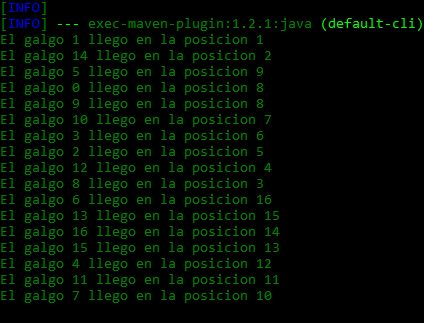 [INFO]
[INFO] --- exec-maven-plugin:1.2.1:java (default-cli)
El galgo 1 llego en la posicion 1
El galgo 14 llego en la posicion 2
El galgo 5 llego en la posicion 9
El galgo 0 llego en la posicion 8
El galgo 9 llego en la posicion 8
El galgo 10 llego en la posicion 7
El galgo 3 llego en la posicion 6
El galgo 2 llego en la posicion 5
El galgo 12 llego en la posicion 4
El galgo 8 llego en la posicion 3
El galgo 6 llego en la posicion 16
El galgo 13 llego en la posicion 15
El galgo 16 llego en la posicion 14
El galgo 15 llego en la posicion 13
El galgo 4 llego en la posicion 12
El galgo 11 llego en la posicion 11
El galgo 7 llego en la posicion 10